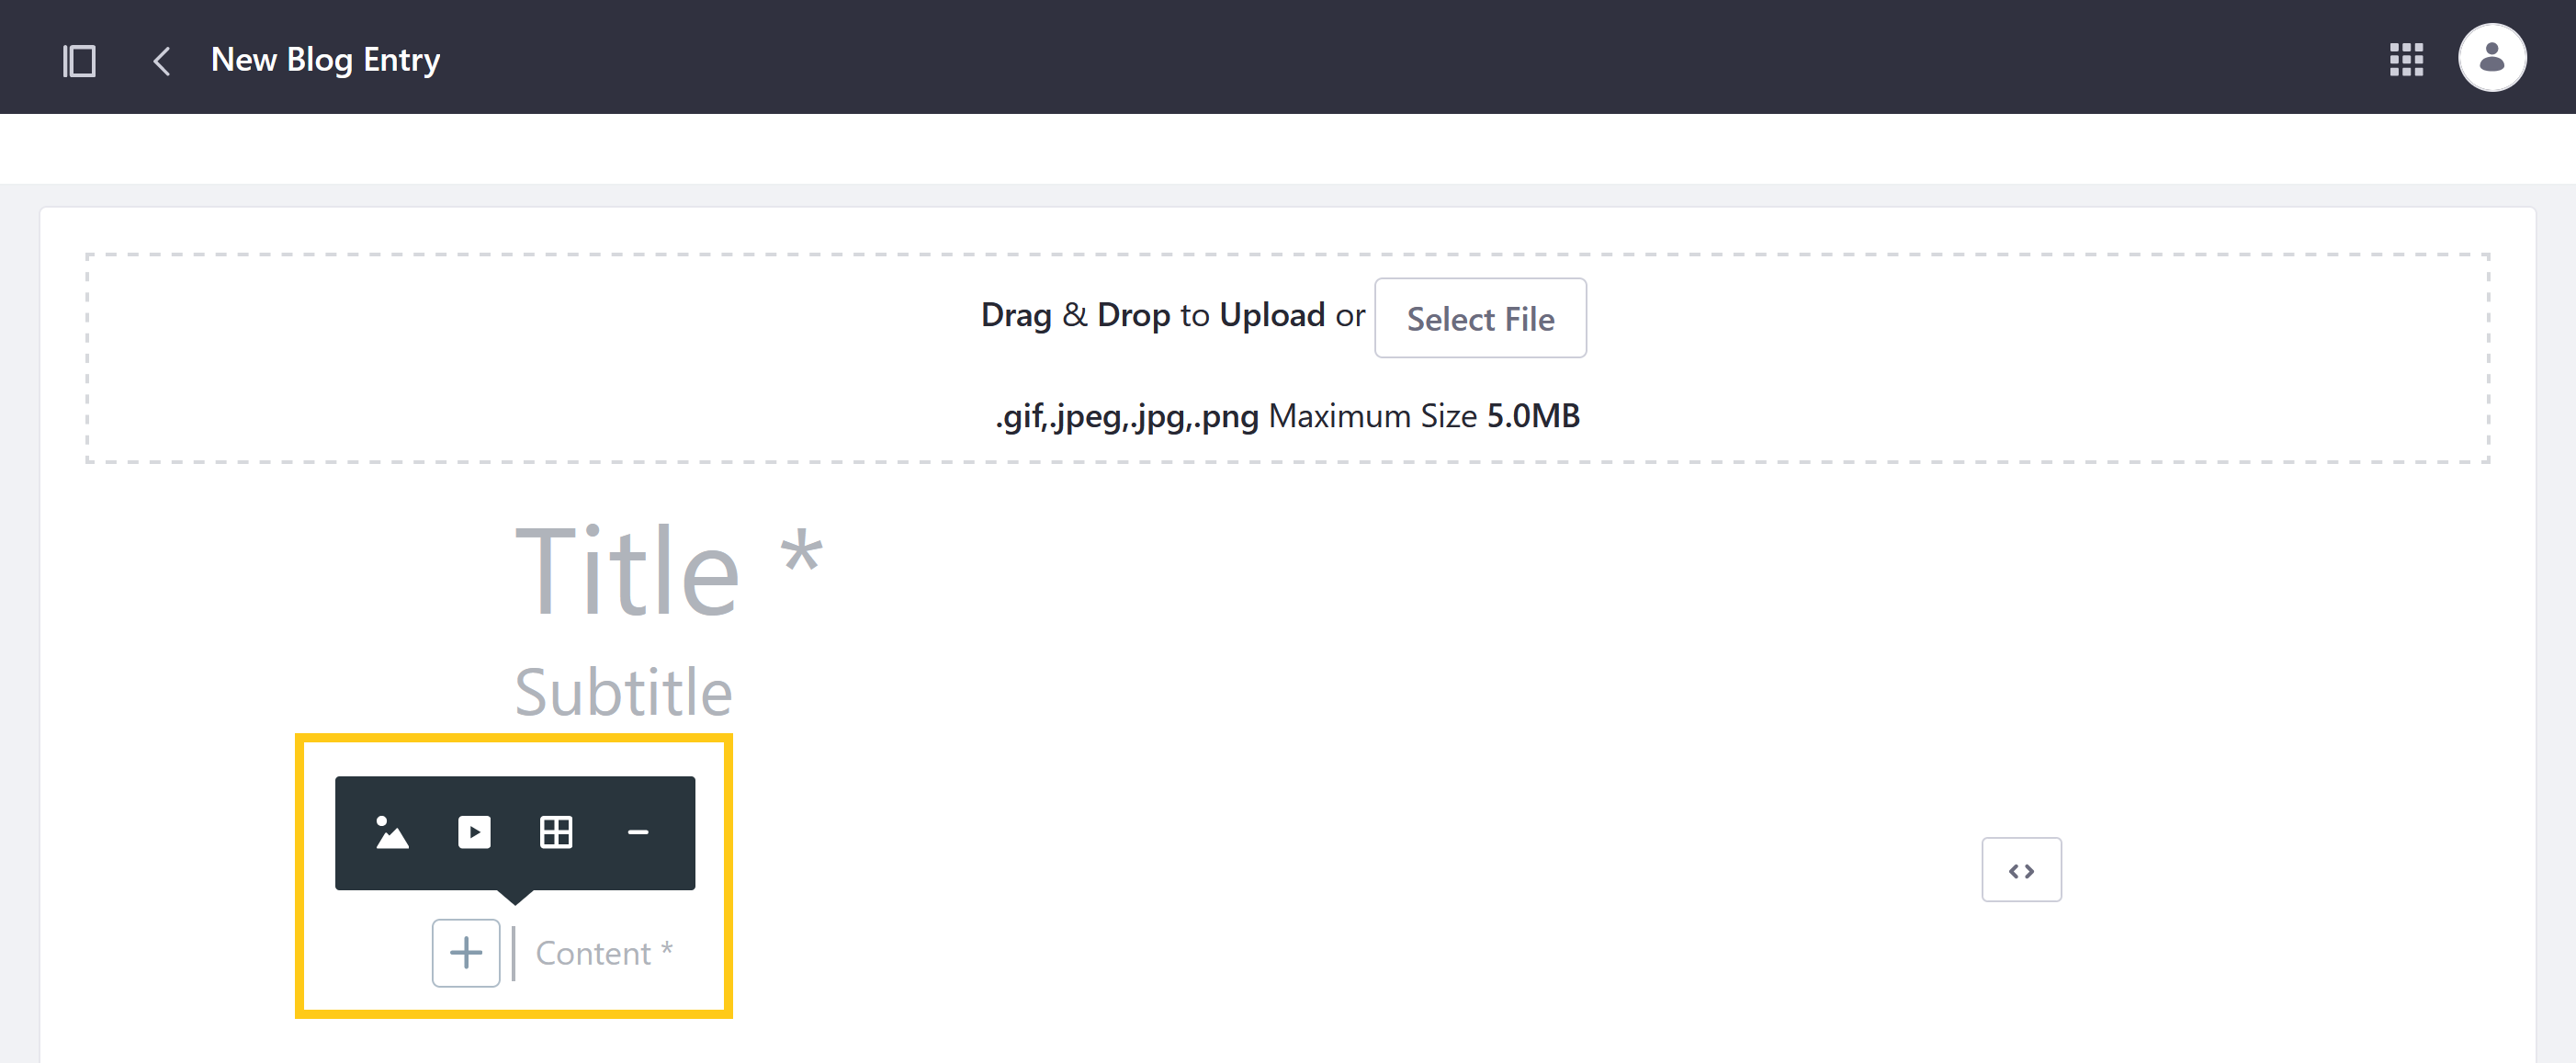 New Blog Entry
Drag & Drop to Upload or Select File
.gif,.jpeg,.jpg,.png Maximum Size 5.0MB
Title *
Subtitle
Content *